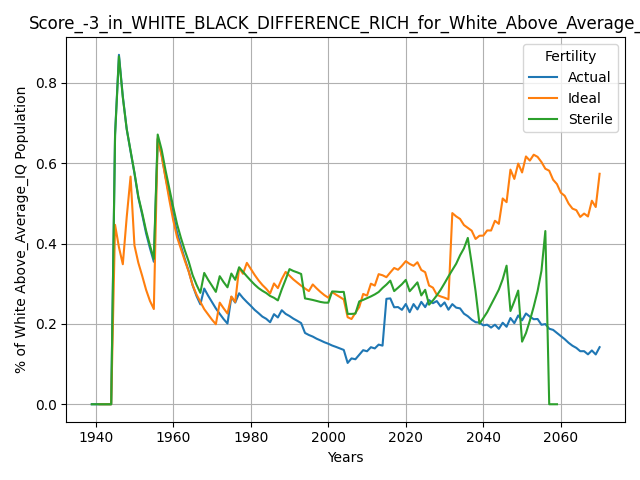 Score_-3_in_WHITE_BLACK_DIFFERENCE_RICH_for_White_Above_Average_
% of White Above_Average_IQ Population
0.8
0.6
0.4
0.2
0.0
Fertility
Actual
Ideal
Sterile
1940 1960 1980 2000 2020 2040 2060
Years